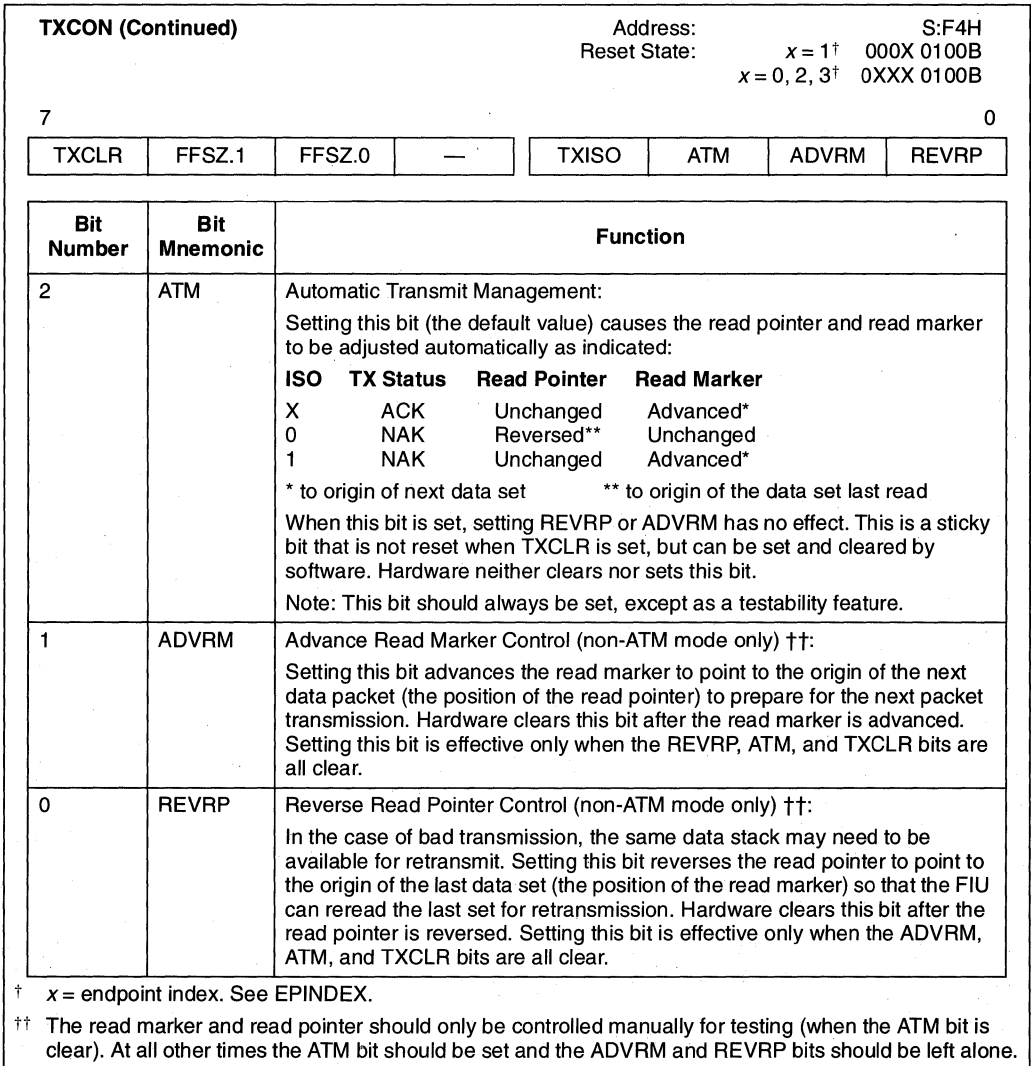 TXCON (Continued) Address: S:F4H
Reset State: x = 1† 000X 0100B
x = 0, 2, 3† 0XXX 0100B
7 0
TXCLR FFSZ.1 FFSZ.0 — TXISO ATM ADVRM REVRP
Bit Number Bit Mnemonic Function
2 ATM Automatic Transmit Management:
Setting this bit (the default value) causes the read pointer and read marker
to be adjusted automatically as indicated:
ISO TX Status Read Pointer Read Marker
X ACK Unchanged Advanced*
0 NAK Reversed** Unchanged
1 NAK Unchanged Advanced*
* to origin of next data set ** to origin of the data set last read
When this bit is set, setting REVRP or ADVRM has no effect. This is a sticky
bit that is not reset when TXCLR is set, but can be set and cleared by
software. Hardware neither clears nor sets this bit.
Note: This bit should always be set, except as a testability feature.
1 ADVRM Advance Read Marker Control (non-ATM mode only) ††:
Setting this bit advances the read marker to point to the origin of the next
data packet (the position of the read pointer) to prepare for the next packet
transmission. Hardware clears this bit after the read marker is advanced.
Setting this bit is effective only when the REVRP, ATM, and TXCLR bits are
all clear.
0 REVRP Reverse Read Pointer Control (non-ATM mode only) ††:
In the case of bad transmission, the same data stack may need to be
available for retransmit. Setting this bit reverses the read pointer to point to
the origin of the last data set (the position of the read marker) so that the FIU
can reread the last set for retransmission. Hardware clears this bit after the
read pointer is reversed. Setting this bit is effective only when the ADVRM,
ATM, and TXCLR bits are all clear.
† x = endpoint index. See EPINDEX.
†† The read marker and read pointer should only be controlled manually for testing (when the ATM bit is
clear). At all other times the ATM bit should be set and the ADVRM and REVRP bits should be left alone.